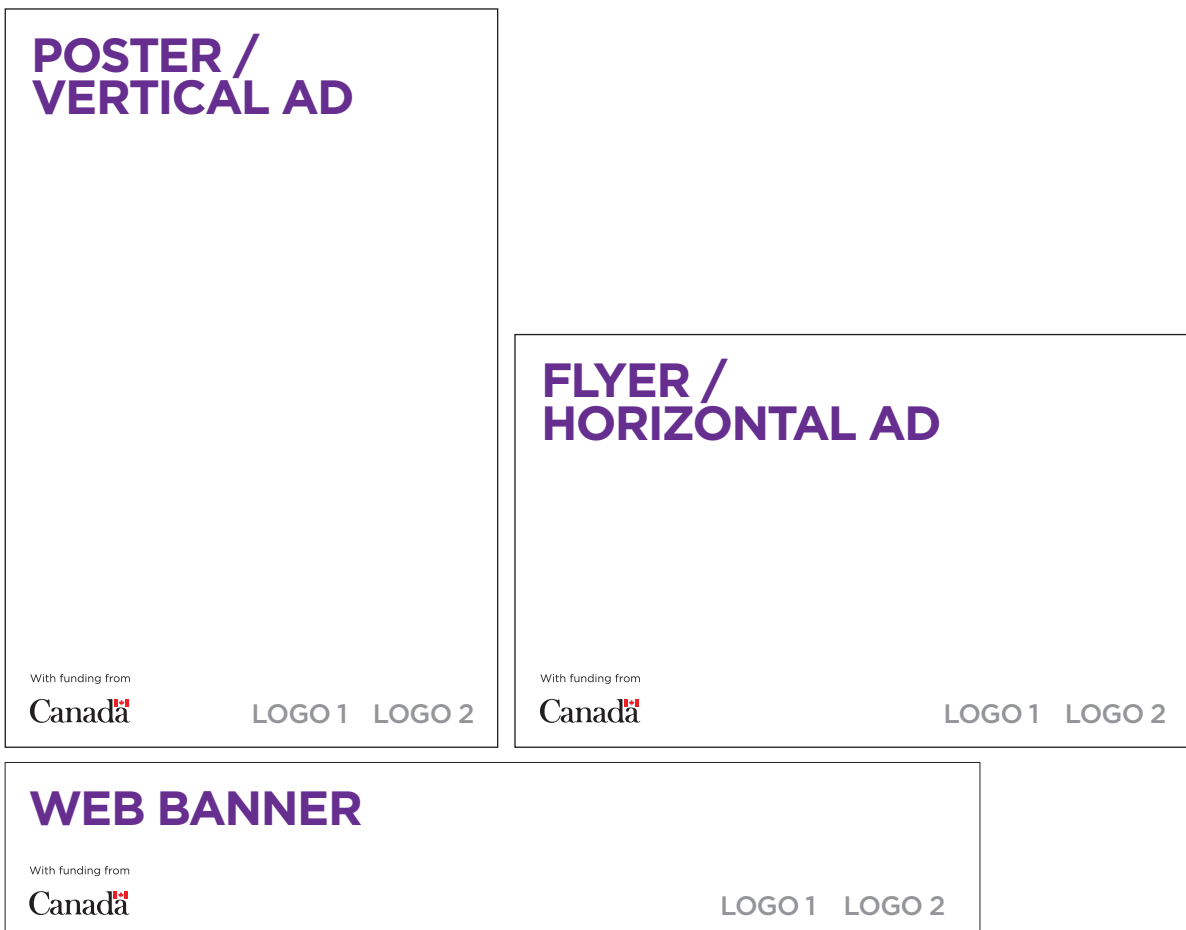 POSTER /
VERTICAL AD
With funding from
Canada
LOGO 1 LOGO 2
FLYER /
HORIZONTAL AD
With funding from
Canada
LOGO 1 LOGO 2
WEB BANNER
With funding from
Canada
LOGO 1 LOGO 2